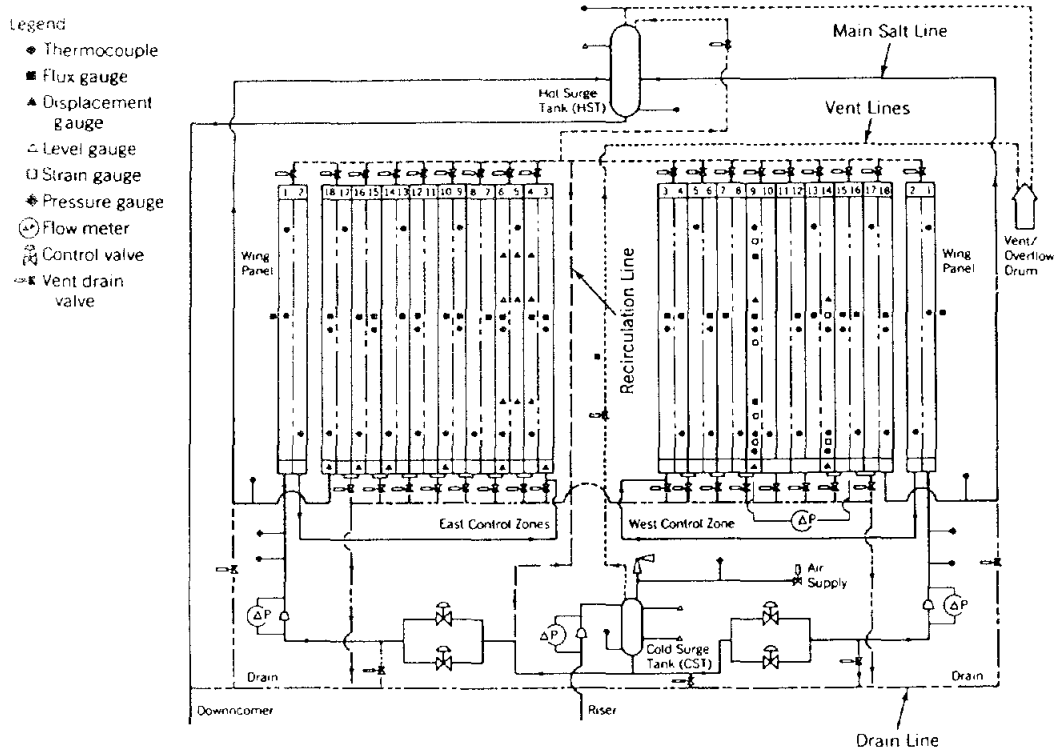 Legend
Thermocouple
Flux gauge
Displacement
gauge
Level gauge
Strain gauge
Pressure gauge
ΔP Flow meter
Control valve
Vent drain
valve
Main Salt Line
Hot Surge
Tank (HST)
Vent Lines
1 2
18 17 16 15 14 13 12 11 10 9 8 7 6 5 4 3
3 4 5 6 7 8 9 10 11 12 13 14 15 16 17 18
2 1
Wing
Panel
Recirculation Line
Wing
Panel
Vent/
Overflow
Drum
East Control Zones
West Control Zone
ΔP
Air
Supply
ΔP
ΔP
ΔP
Cold Surge
Tank (CST)
Drain
Drain
Downcomer
Riser
Drain Line